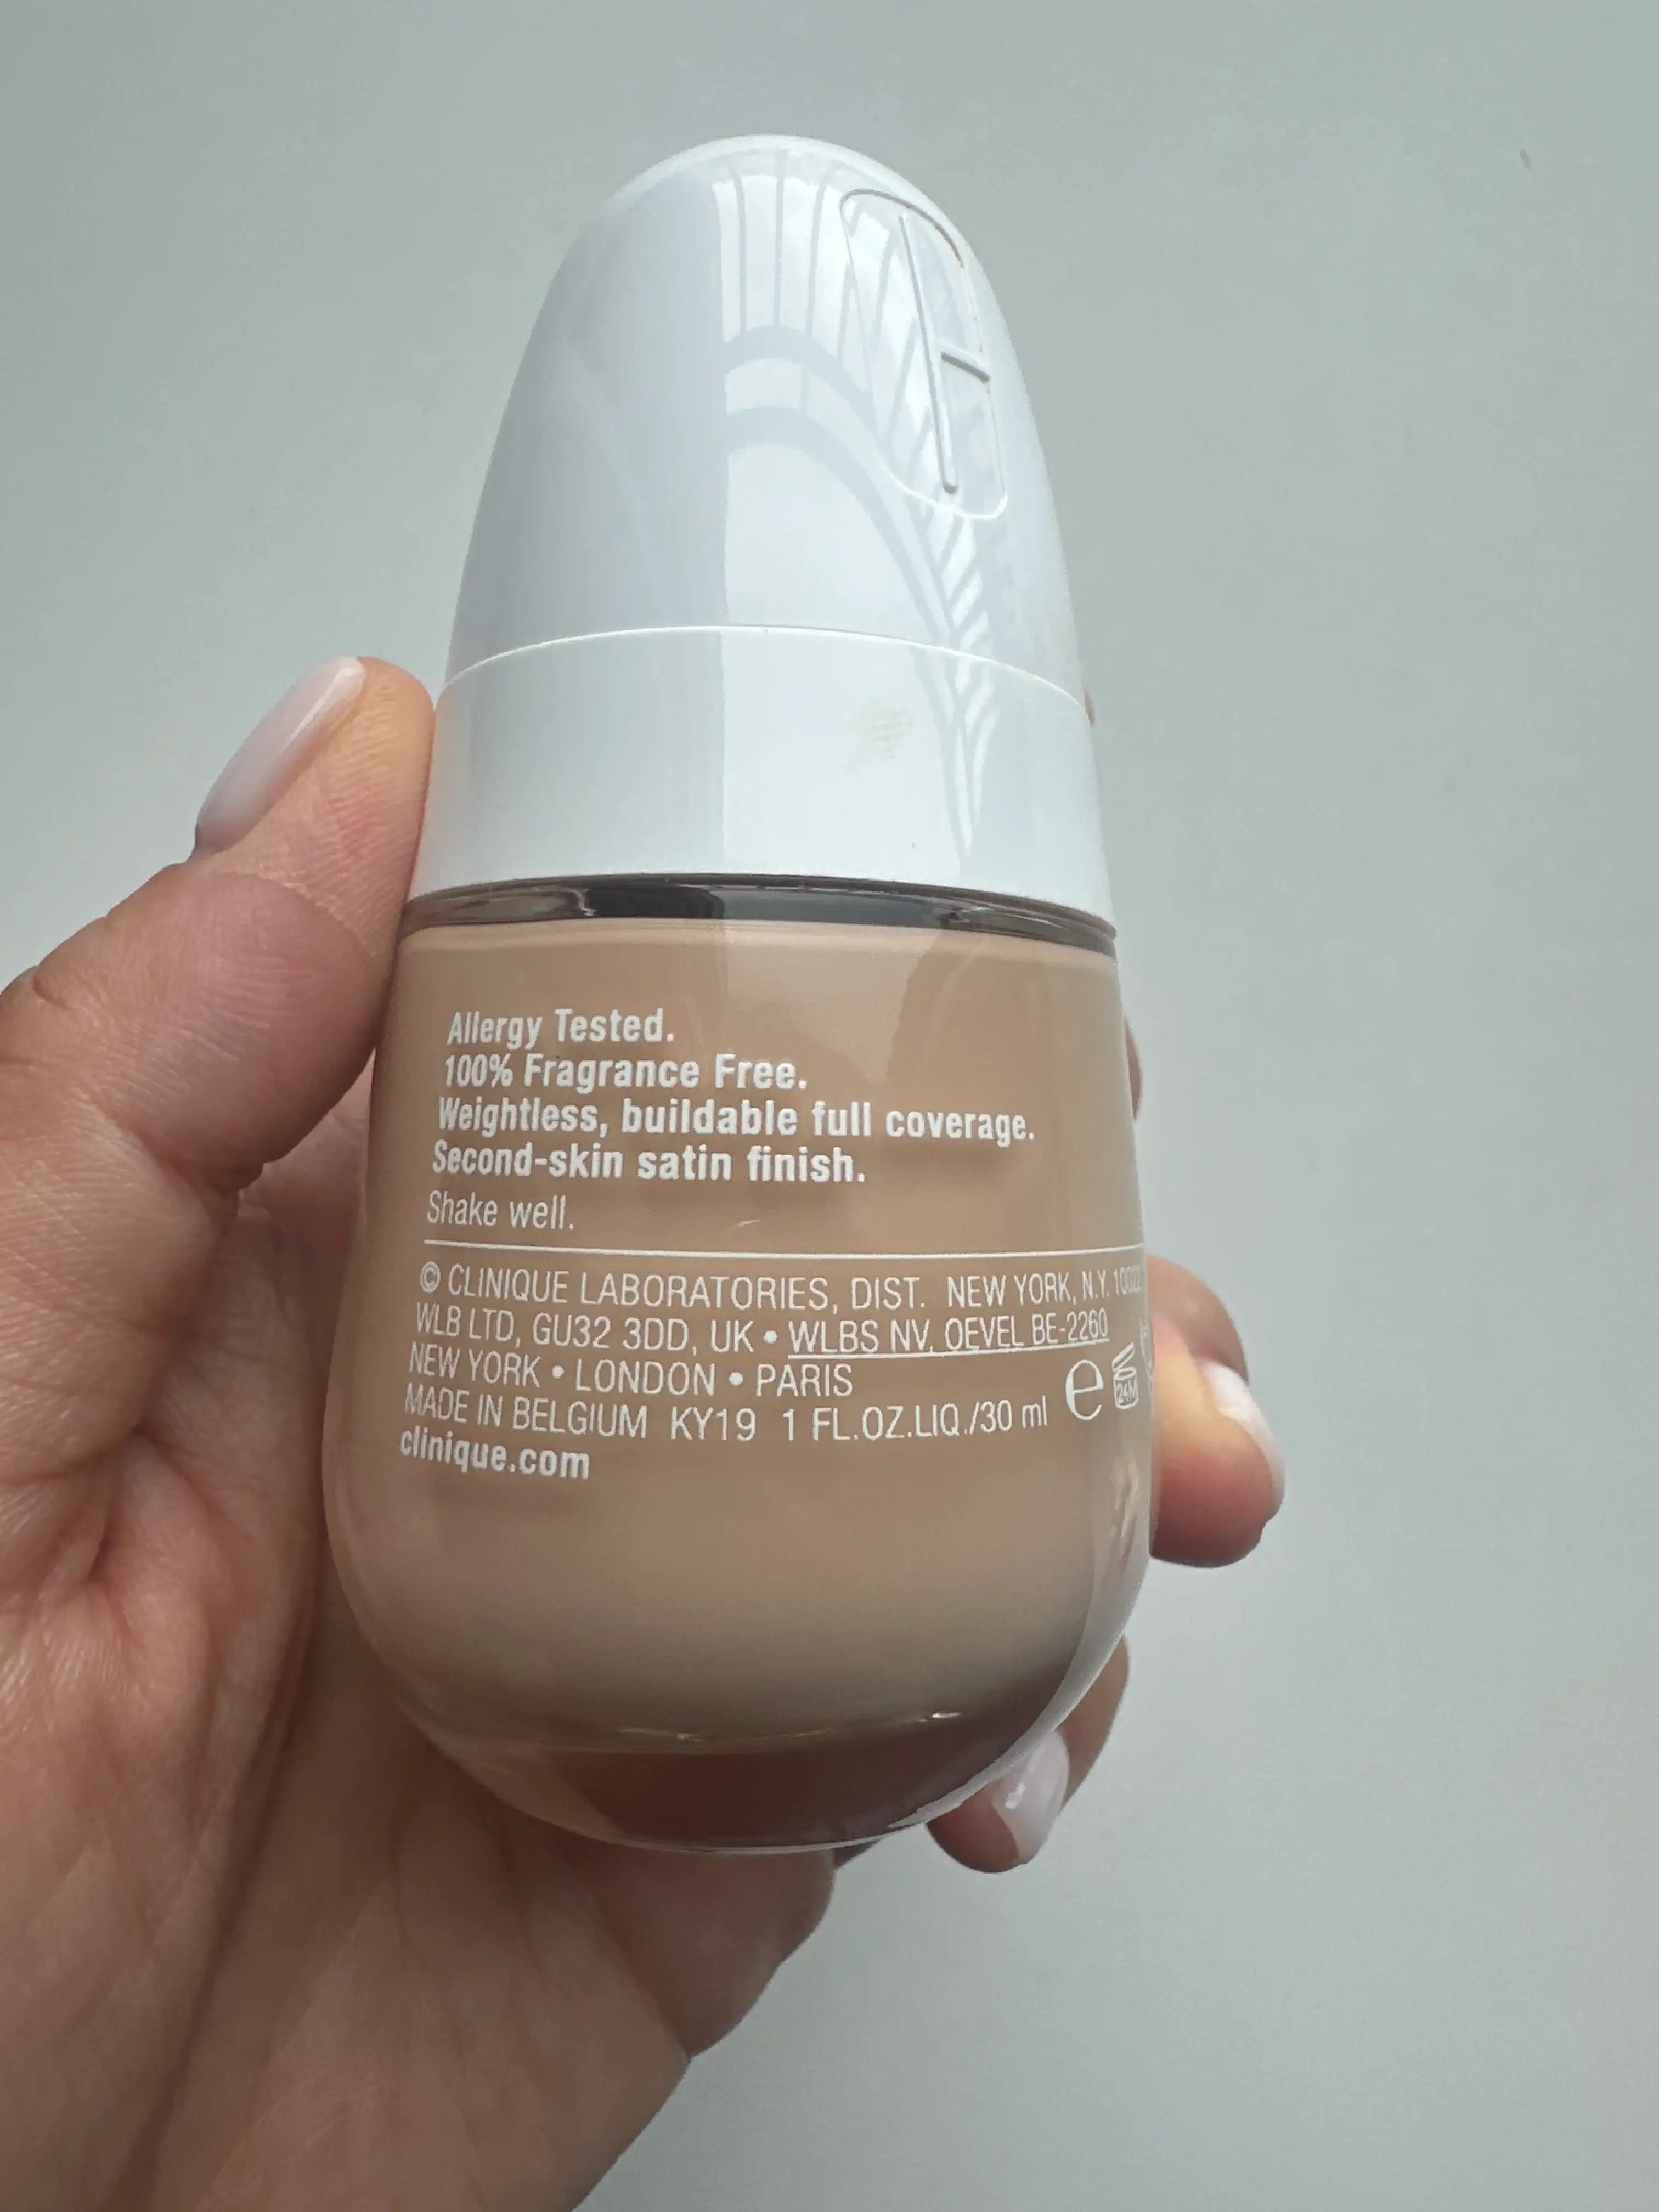 Allergy Tested.
100% Fragrance Free.
Weightless, buildable full coverage.
Second-skin satin finish.
Shake well.
© CLINIQUE LABORATORIES, DIST. NEW YORK, N.Y.
WLB LTD, GU32 3DD, UK • WLBS NV, OEVEL BE-2260
NEW YORK • LONDON • PARIS
MADE IN BELGIUM KY19 1 FL.OZ.LIQ./30 ml e 24M
clinique.com